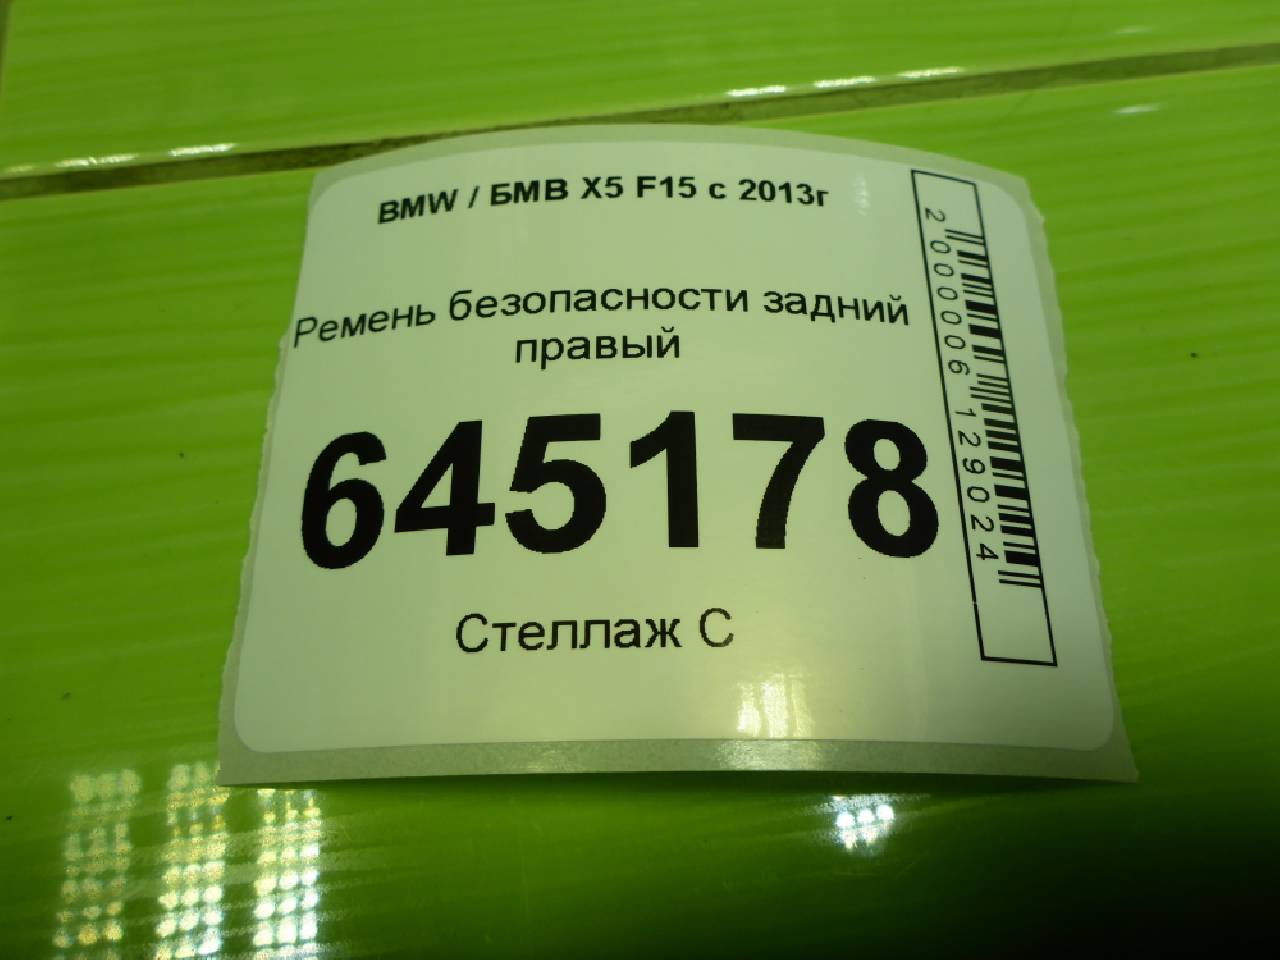 BMW / БМВ X5 F15 с 2013г
Ремень безопасности задний
правый
645178
Стеллаж С
2000006129024